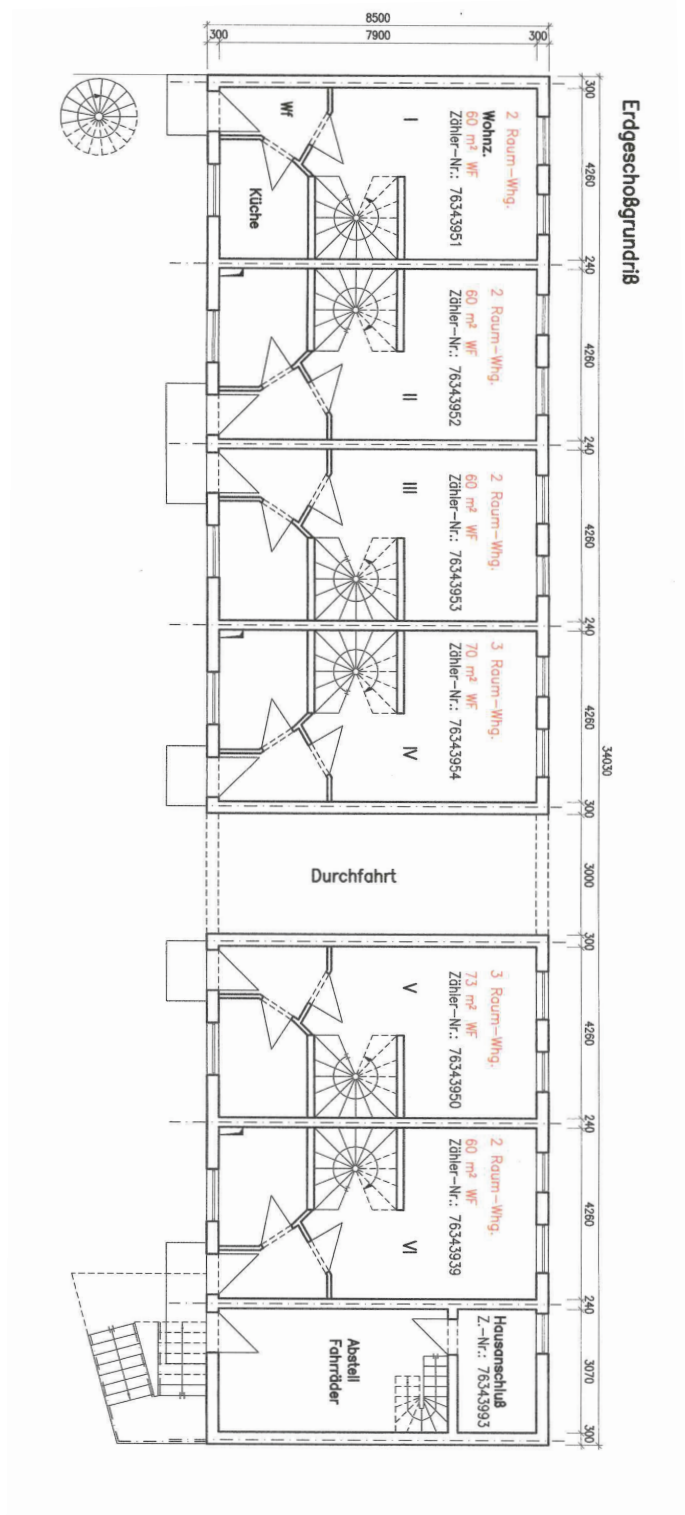 Erdgeschoßgrundriß
8500
300 7900 300
34030
300 4260 240 4260 240 4260 240 4260 300 3000 300 4260 240 4260 240 3070 300
2 Raum-Whg.
Wohnz.
60 m² WF
Zähler-Nr.: 76343951
I
Wf
Küche
2 Raum-Whg.
60 m² WF
Zähler-Nr.: 76343952
II
2 Raum-Whg.
60 m² WF
Zähler-Nr.: 76343953
III
3 Raum-Whg.
70 m² WF
Zähler-Nr.: 76343954
IV
Durchfahrt
3 Raum-Whg.
73 m² WF
Zähler-Nr.: 76343950
V
2 Raum-Whg.
60 m² WF
Zähler-Nr.: 76343939
VI
Hausanschluß
Z.-Nr.: 76343993
Abstell
Fahrräder